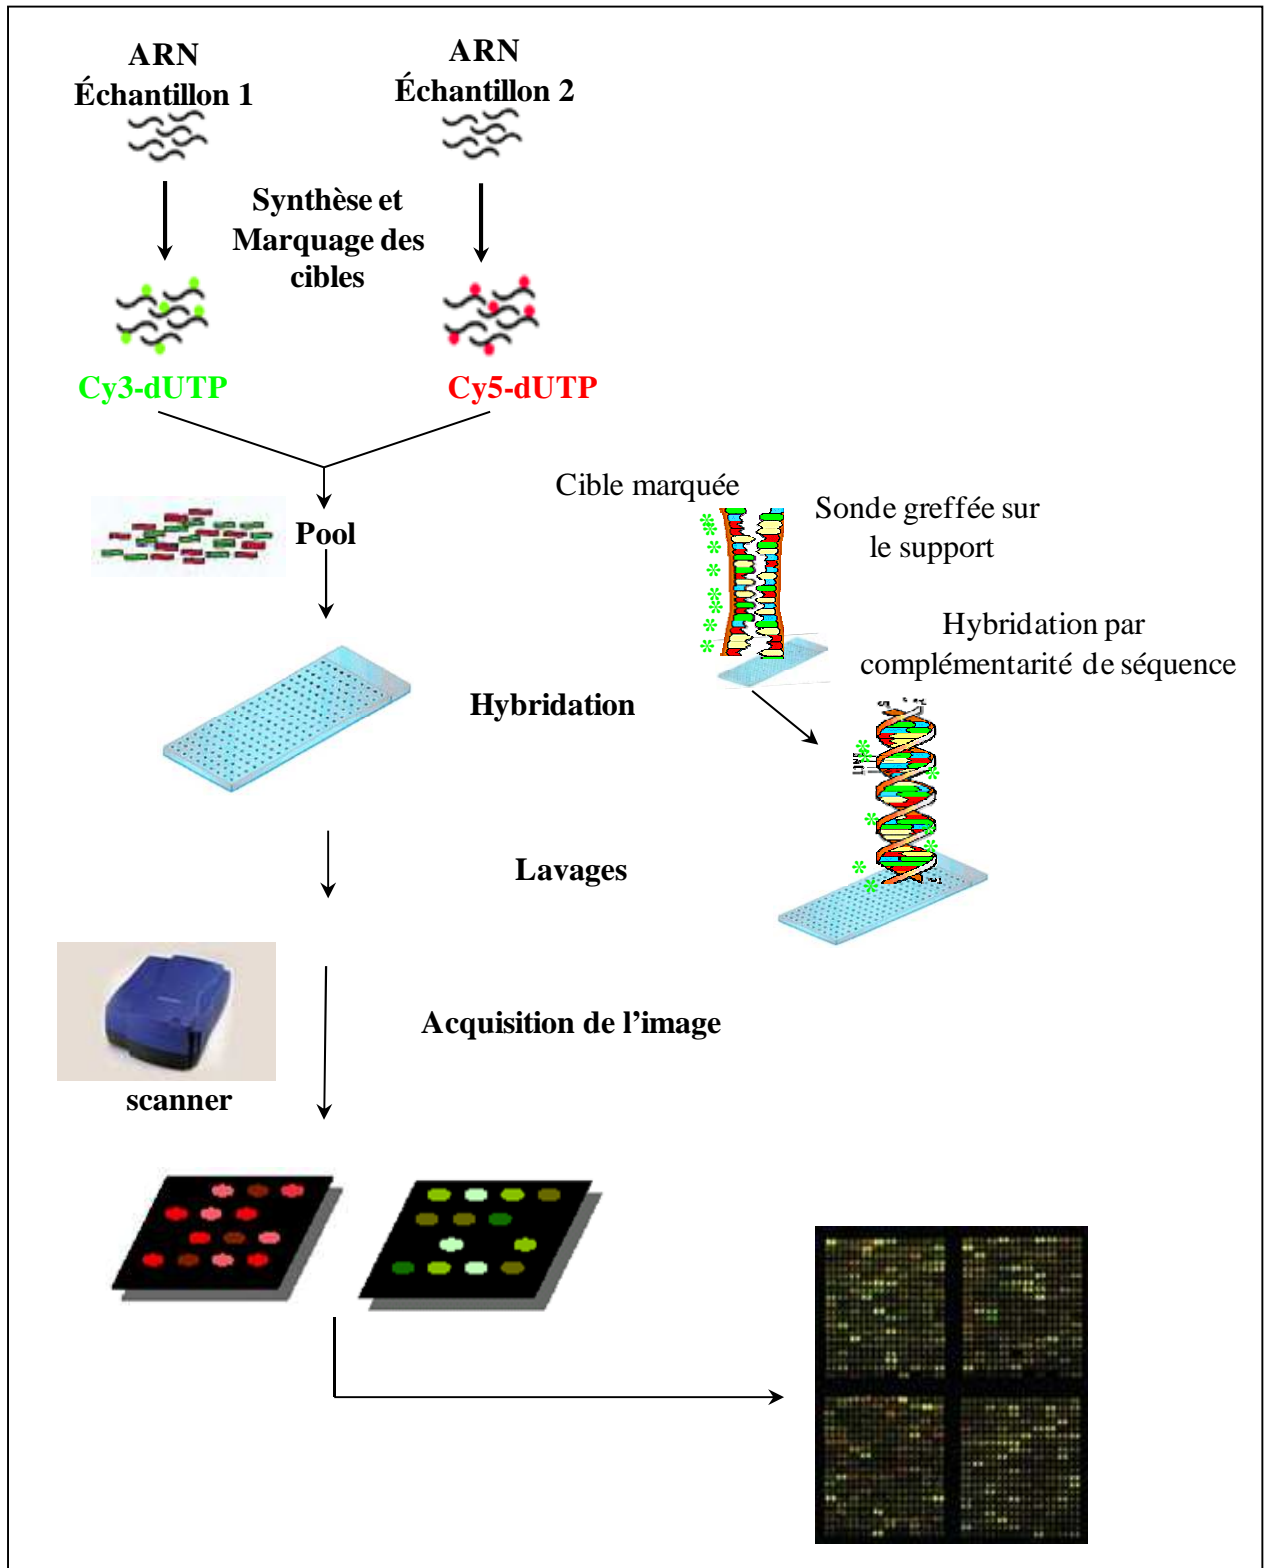 ARN
Échantillon 1
ARN
Échantillon 2
Synthèse et
Marquage des
cibles
Cy3-dUTP
Cy5-dUTP
Pool
Cible marquée
Sonde greffée sur
le support
Hybridation par
complémentarité de séquence
Hybridation
Lavages
Acquisition de l’image
scanner